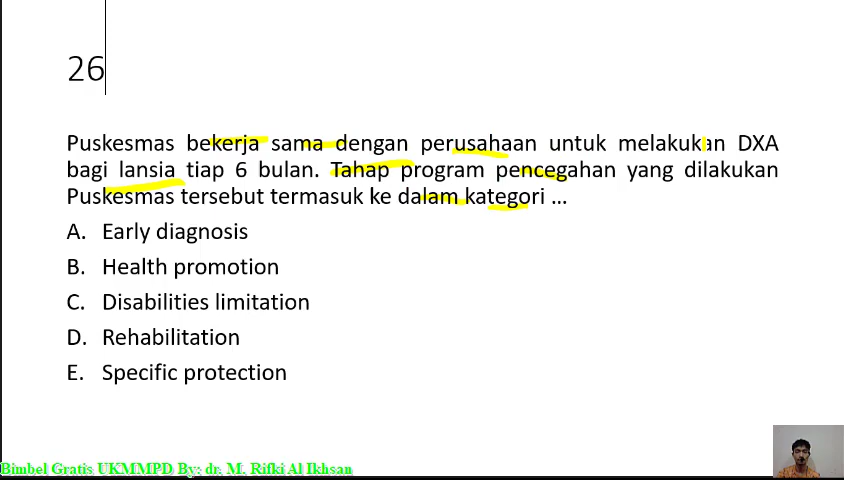 26
Puskesmas bekerja sama dengan perusahaan untuk melakukan DXA
bagi lansia tiap 6 bulan. Tahap program pencegahan yang dilakukan
Puskesmas tersebut termasuk ke dalam kategori ...
A. Early diagnosis
B. Health promotion
C. Disabilities limitation
D. Rehabilitation
E. Specific protection
Bimbel Gratis UKMMPD By: dr. M. Rifki Al Ikhsan